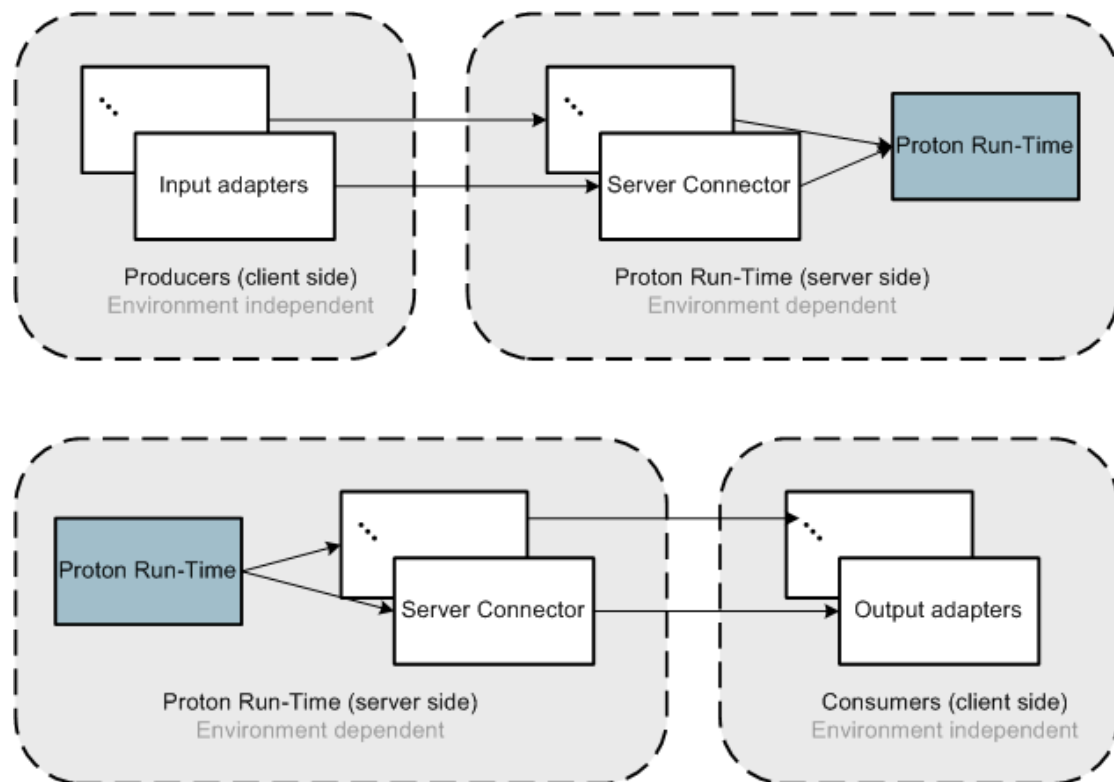 Input adapters
Server Connector
Proton Run-Time
Producers (client side)
Environment independent
Proton Run-Time (server side)
Environment dependent
Proton Run-Time
Server Connector
Output adapters
Proton Run-Time (server side)
Environment dependent
Consumers (client side)
Environment independent